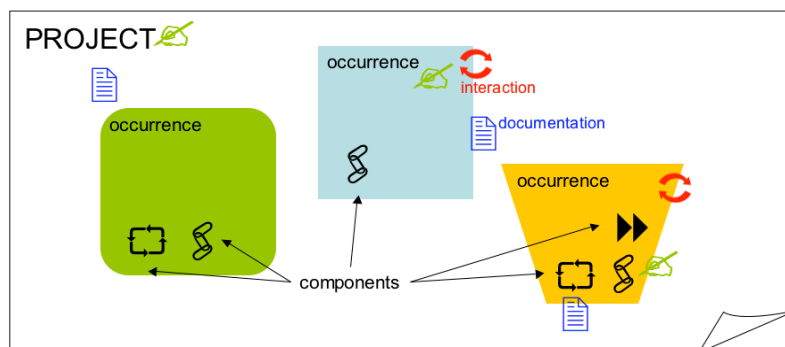 PROJECT
occurrence
interaction
documentation
occurrence
occurrence
components